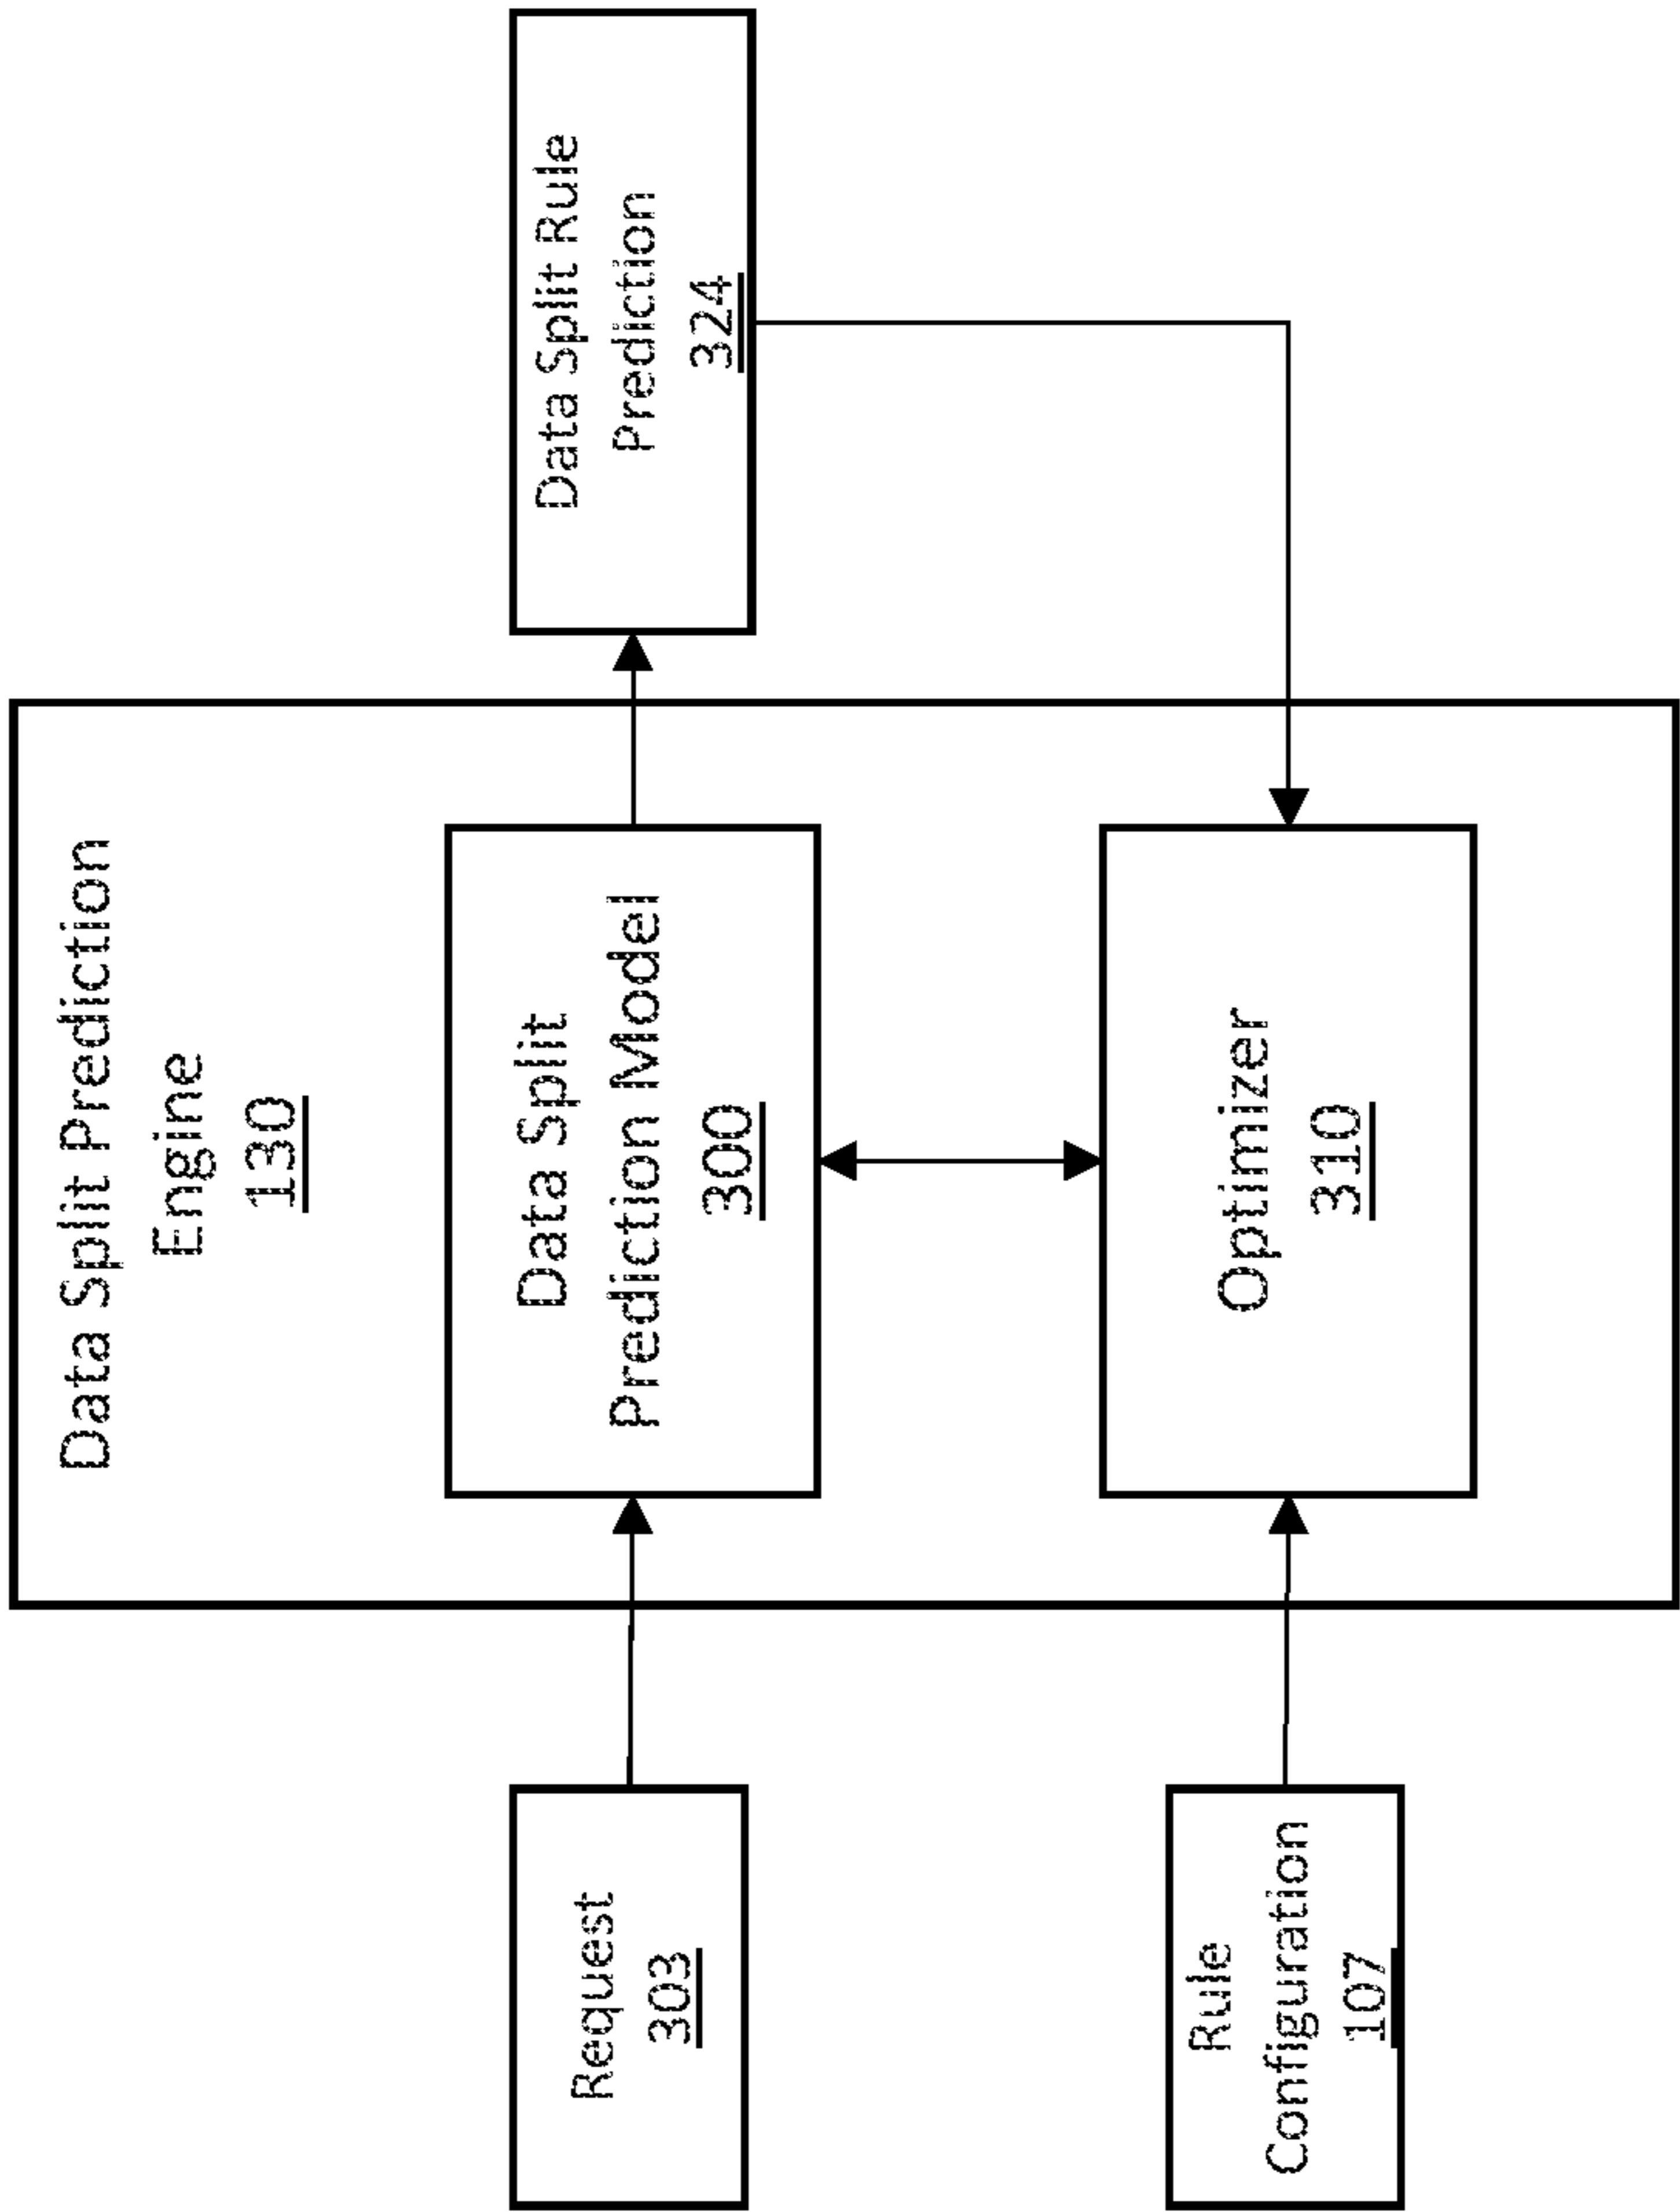 Data Split Prediction
Engine
130
Request
303
Data Split
Prediction Model
300
Data Split Rule
Prediction
324
Rule
Configuration
107
Optimizer
310